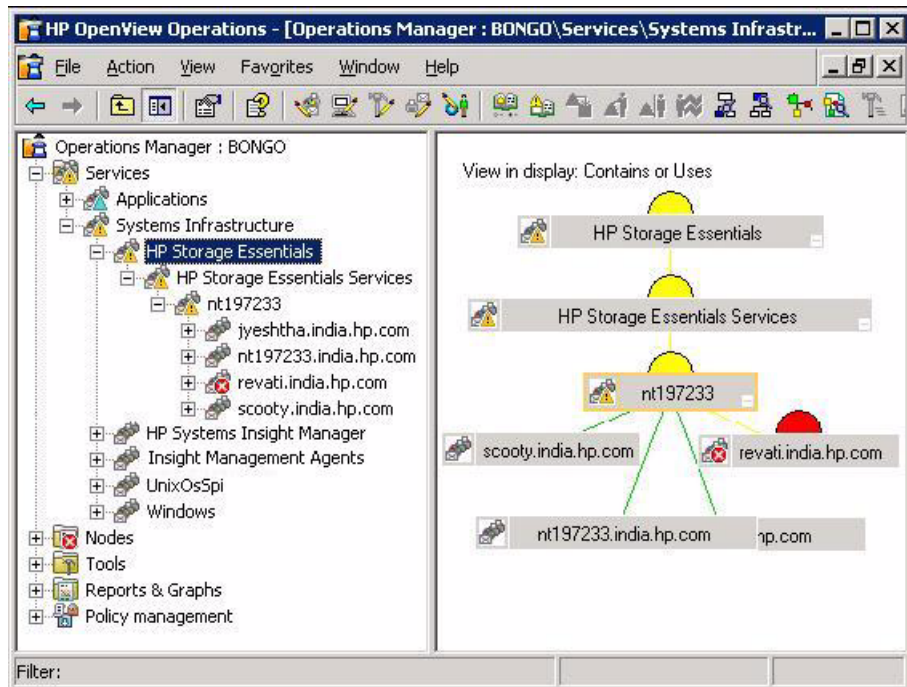 HP OpenView Operations - [Operations Manager : BONGO\Services\Systems Infrastr...
File Action View Favorites Window Help
Operations Manager : BONGO
Services
Applications
Systems Infrastructure
HP Storage Essentials
HP Storage Essentials Services
nt197233
jyeshtha.india.hp.com
nt197233.india.hp.com
revati.india.hp.com
scooty.india.hp.com
HP Systems Insight Manager
Insight Management Agents
UnixOsSpi
Windows
Nodes
Tools
Reports & Graphs
Policy management
View in display: Contains or Uses
HP Storage Essentials
HP Storage Essentials Services
nt197233
scooty.india.hp.com
revati.india.hp.com
nt197233.india.hp.com
hp.com
Filter: